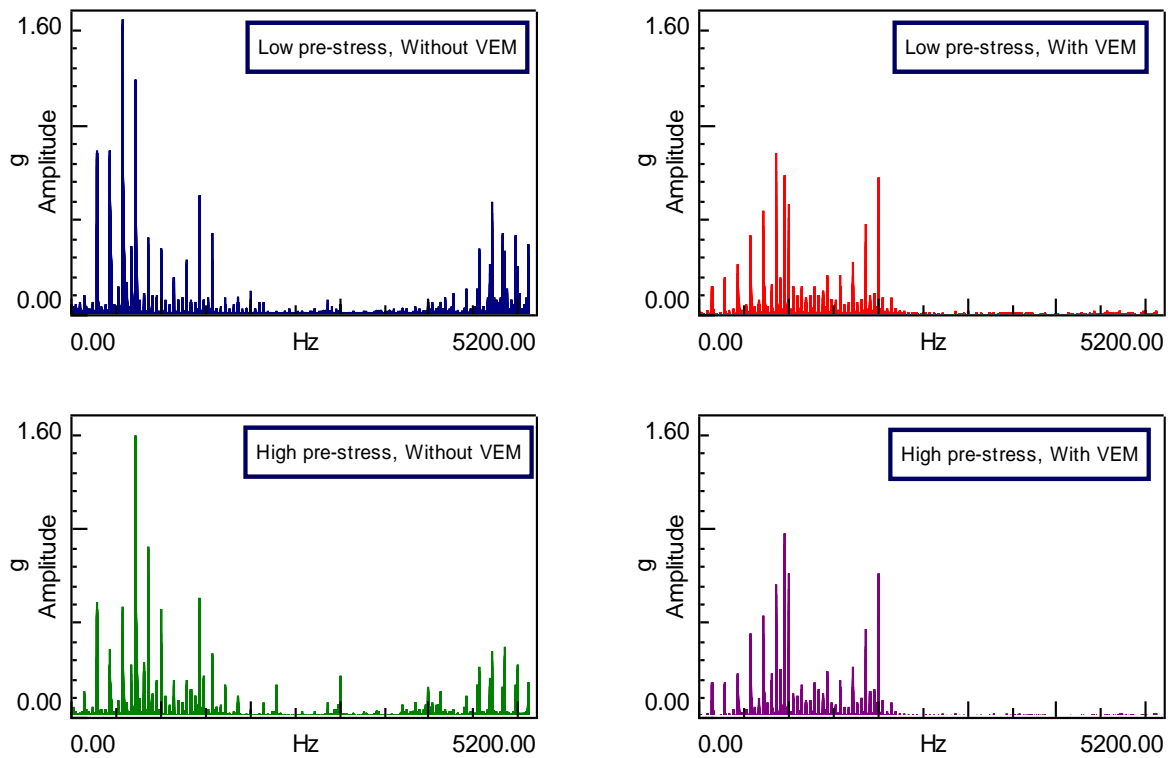 1.60
Low pre-stress, Without VEM
g
Amplitude
0.00
0.00
Hz
5200.00
1.60
Low pre-stress, With VEM
g
Amplitude
0.00
0.00
Hz
5200.00
1.60
High pre-stress, Without VEM
g
Amplitude
0.00
0.00
Hz
5200.00
1.60
High pre-stress, With VEM
g
Amplitude
0.00
0.00
Hz
5200.00